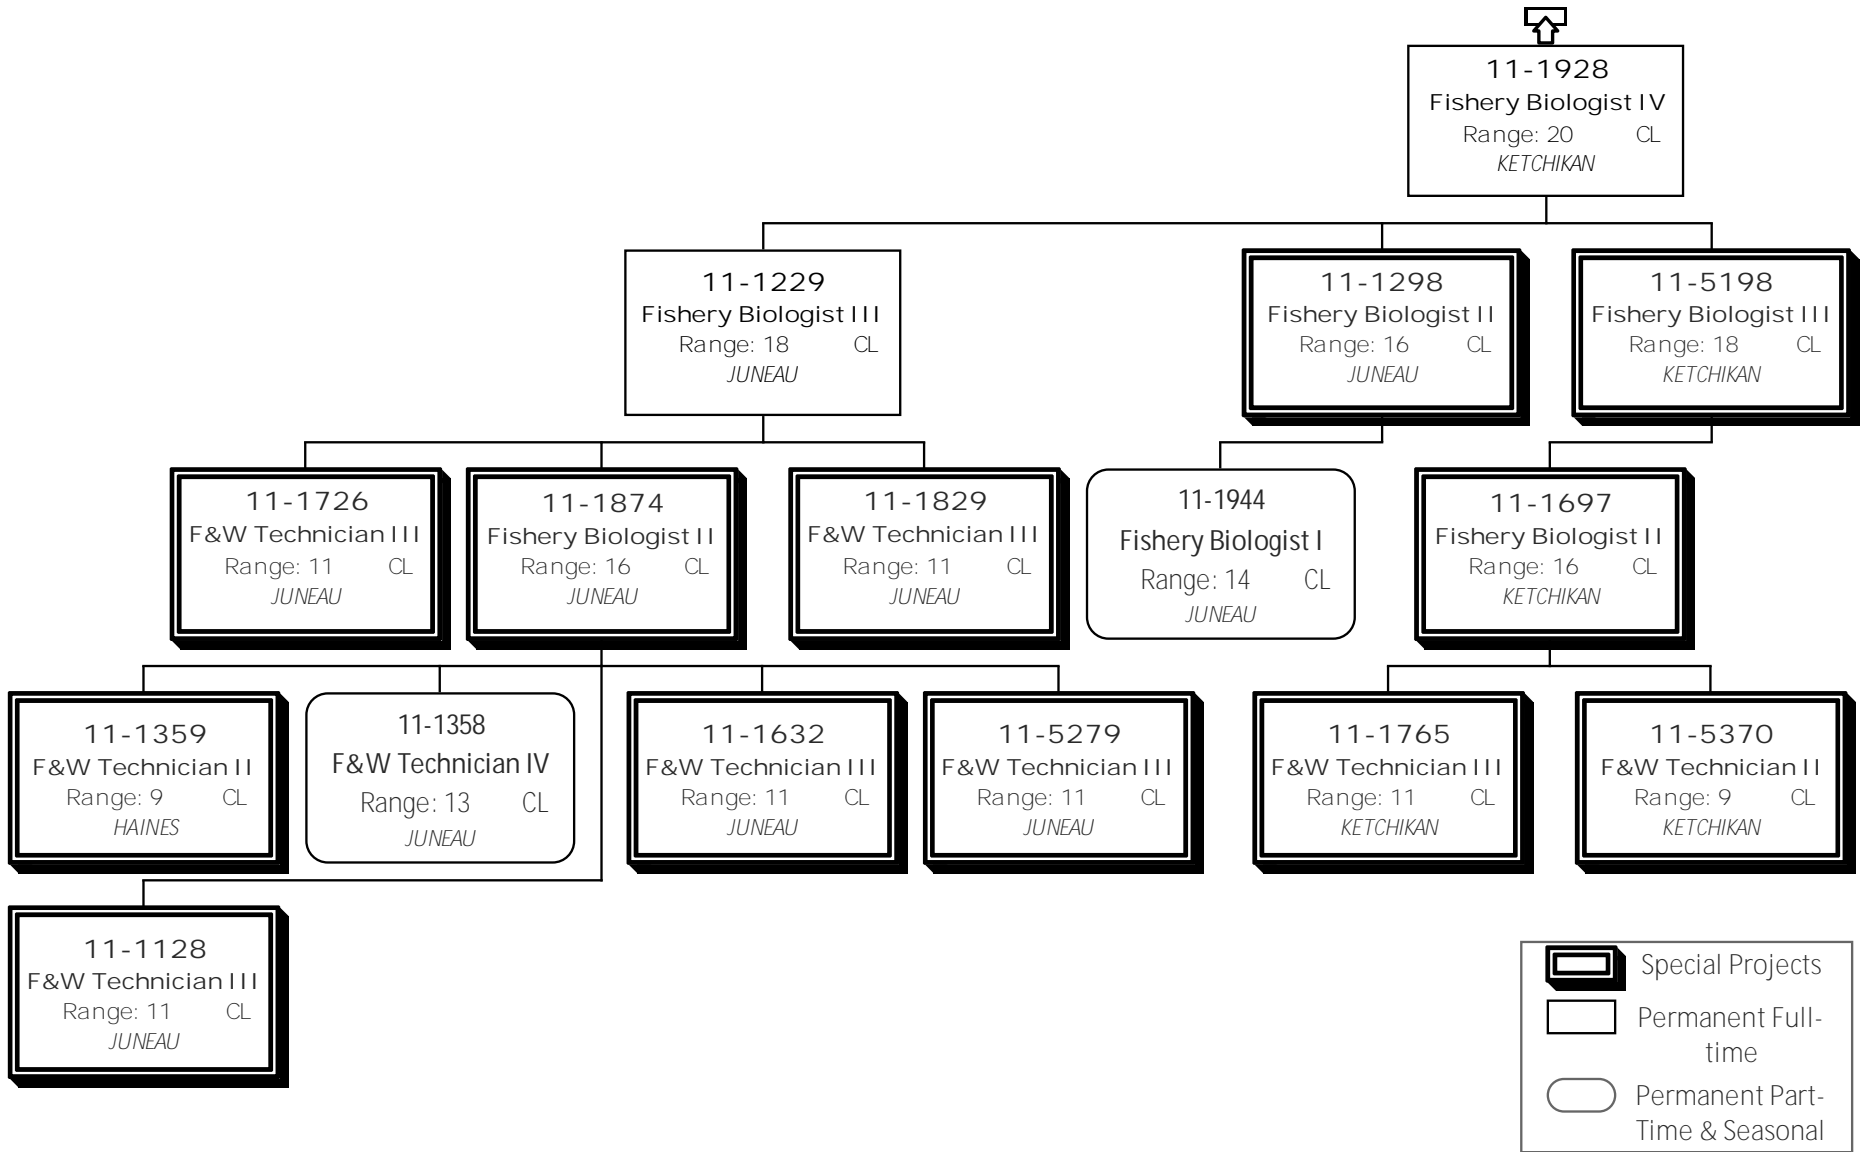 11-1928
Fishery Biologist IV
Range: 20 CL
KETCHIKAN
11-1229
Fishery Biologist III
Range: 18 CL
JUNEAU
11-1298
Fishery Biologist II
Range: 16 CL
JUNEAU
11-5198
Fishery Biologist III
Range: 18 CL
KETCHIKAN
11-1726
F&W Technician III
Range: 11 CL
JUNEAU
11-1874
Fishery Biologist II
Range: 16 CL
JUNEAU
11-1829
F&W Technician III
Range: 11 CL
JUNEAU
11-1944
Fishery Biologist I
Range: 14 CL
JUNEAU
11-1697
Fishery Biologist II
Range: 16 CL
KETCHIKAN
11-1359
F&W Technician II
Range: 9 CL
HAINES
11-1358
F&W Technician IV
Range: 13 CL
JUNEAU
11-1632
F&W Technician III
Range: 11 CL
JUNEAU
11-5279
F&W Technician III
Range: 11 CL
JUNEAU
11-1765
F&W Technician III
Range: 11 CL
KETCHIKAN
11-5370
F&W Technician II
Range: 9 CL
KETCHIKAN
11-1128
F&W Technician III
Range: 11 CL
JUNEAU
Special Projects
Permanent Full-
time
Permanent Part-
Time & Seasonal